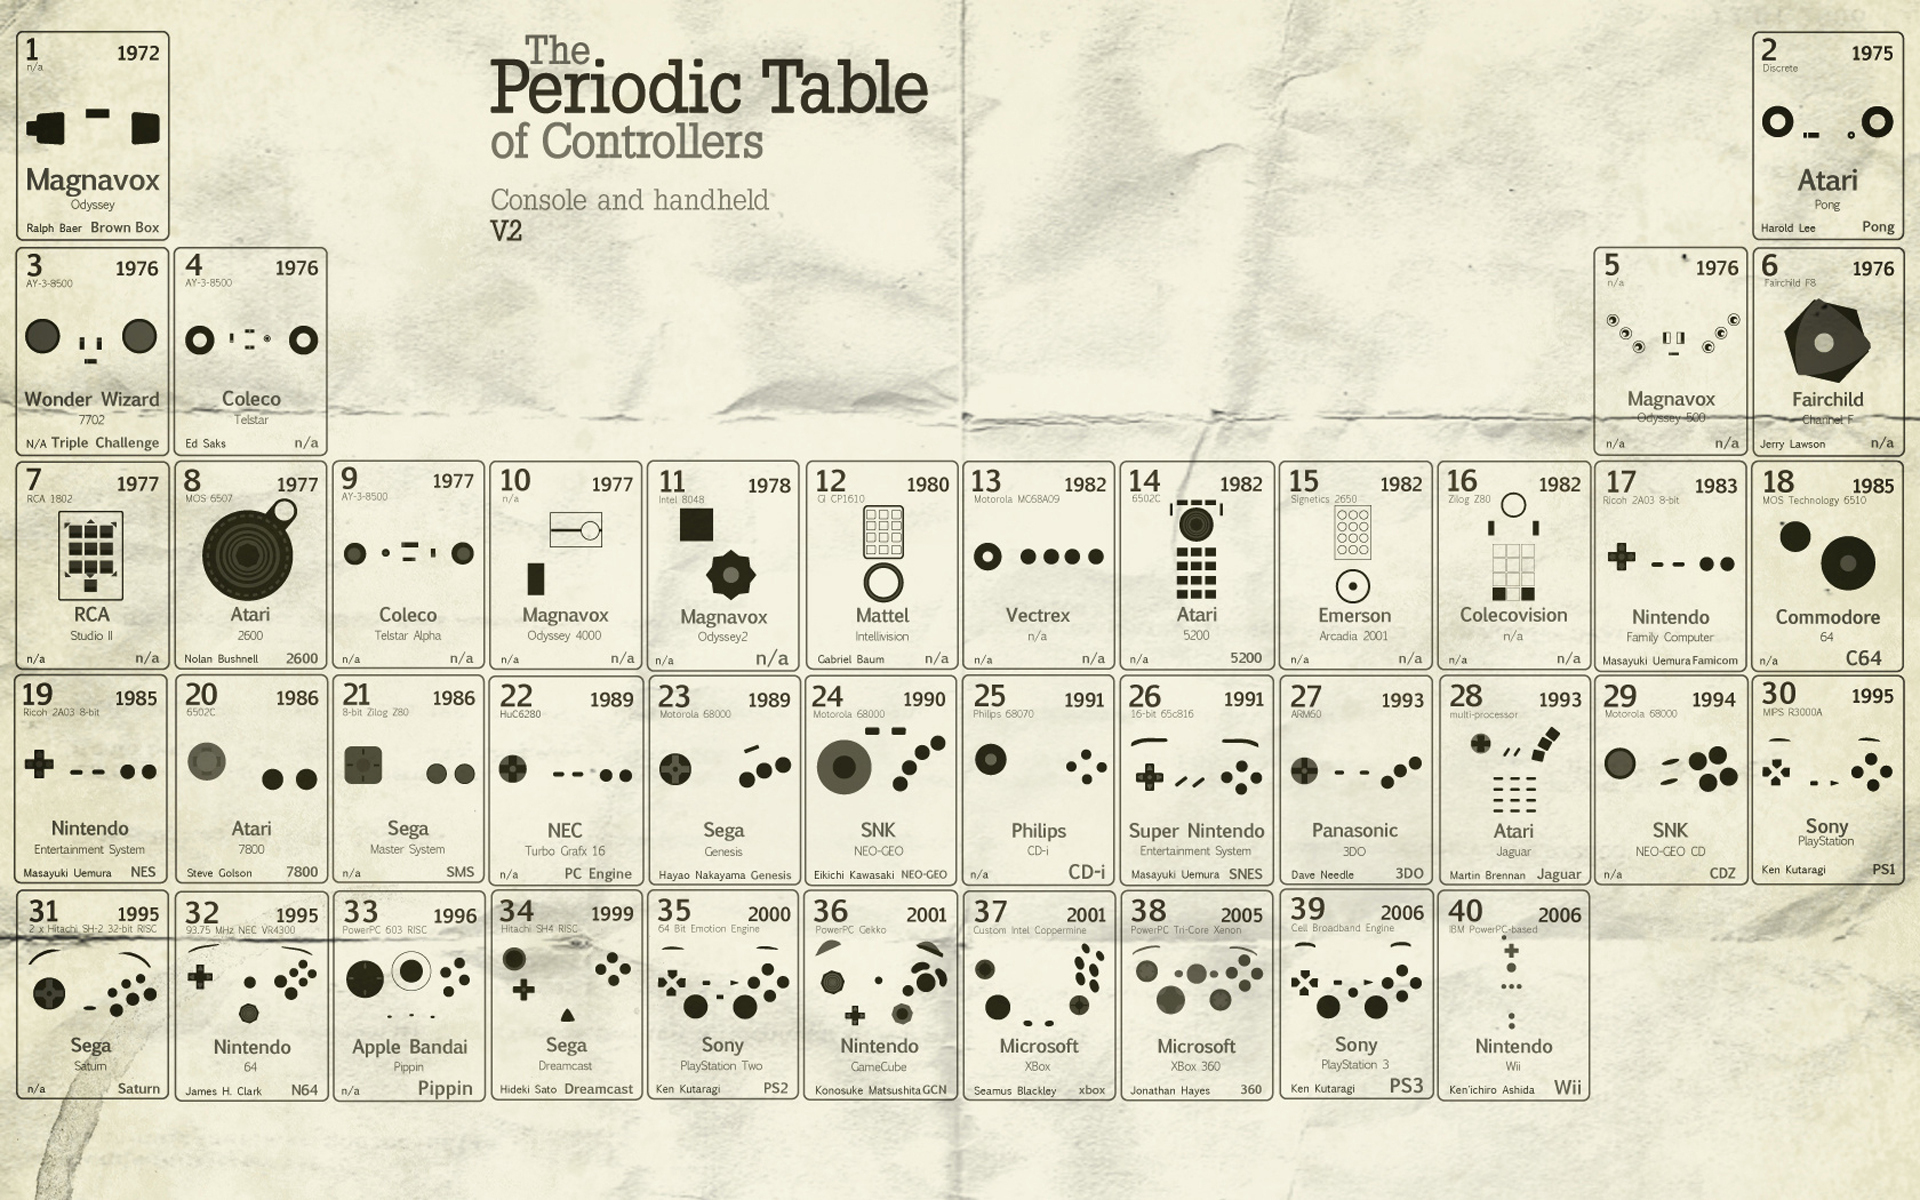 The
Periodic Table
of Controllers
Console and handheld
V2
1 1972
n/a
Magnavox
Odyssey
Ralph Baer Brown Box
2 1975
Discrete
Atari
Pong
Harold Lee Pong
3 1976
AY-3-8500
Wonder Wizard
7702
N/A Triple Challenge
4 1976
AY-3-8500
Coleco
Telstar
Ed Saks n/a
5 1976
n/a
Magnavox
Odyssey 500
n/a n/a
6 1976
Fairchild F8
Fairchild
Channel F
Jerry Lawson n/a
7 1977
RCA 1802
RCA
Studio II
n/a n/a
8 1977
MOS 6507
Atari
2600
Nolan Bushnell 2600
9 1977
AY-3-8500
Coleco
Telstar Alpha
n/a n/a
10 1977
n/a
Magnavox
Odyssey 4000
n/a n/a
11 1978
Intel 8048
Magnavox
Odyssey2
n/a n/a
12 1980
GI CP1610
Mattel
Intellivision
Gabriel Baum n/a
13 1982
Motorola MC68A09
Vectrex
n/a
n/a n/a
14 1982
6502C
Atari
5200
n/a 5200
15 1982
Signetics 2650
Emerson
Arcadia 2001
n/a n/a
16 1982
Zilog Z80
Colecovision
n/a
n/a n/a
17 1983
Ricoh 2A03 8-bit
Nintendo
Family Computer
Masayuki Uemura Famicom
18 1985
MOS Technology 6510
Commodore
64
n/a C64
19 1985
Ricoh 2A03 8-bit
Nintendo
Entertainment System
Masayuki Uemura NES
20 1986
6502C
Atari
7800
Steve Golson 7800
21 1986
8-bit Zilog Z80
Sega
Master System
n/a SMS
22 1989
HuC6280
NEC
Turbo Grafx 16
n/a PC Engine
23 1989
Motorola 68000
Sega
Genesis
Hayao Nakayama Genesis
24 1990
Motorola 68000
SNK
NEO-GEO
Eikichi Kawasaki NEO-GEO
25 1991
Philips 68070
Philips
CD-i
n/a CD-i
26 1991
16-bit 65c816
Super Nintendo
Entertainment System
Masayuki Uemura SNES
27 1993
ARM60
Panasonic
3DO
Dave Needle 3DO
28 1993
multi-processor
Atari
Jaguar
Martin Brennan Jaguar
29 1994
Motorola 68000
SNK
NEO-GEO CD
n/a CDZ
30 1995
MIPS R3000A
Sony
PlayStation
Ken Kutaragi PS1
31 1995
2 x Hitachi SH-2 32-bit RISC
Sega
Saturn
n/a Saturn
32 1995
93.75 MHz NEC VR4300
Nintendo
64
James H. Clark N64
33 1996
PowerPC 603 RISC
Apple Bandai
Pippin
n/a Pippin
34 1999
Hitachi SH4 RISC
Sega
Dreamcast
Hideki Sato Dreamcast
35 2000
64 Bit Emotion Engine
Sony
PlayStation Two
Ken Kutaragi PS2
36 2001
PowerPC Gekko
Nintendo
GameCube
Konosuke Matsushita GCN
37 2001
Custom Intel Coppermine
Microsoft
XBox
Seamus Blackley xbox
38 2005
PowerPC Tri-Core Xenon
Microsoft
XBox 360
Jonathan Hayes 360
39 2006
Cell Broadband Engine
Sony
PlayStation 3
Ken Kutaragi PS3
40 2006
IBM PowerPC-based
Nintendo
Wii
Ken'ichiro Ashida Wii